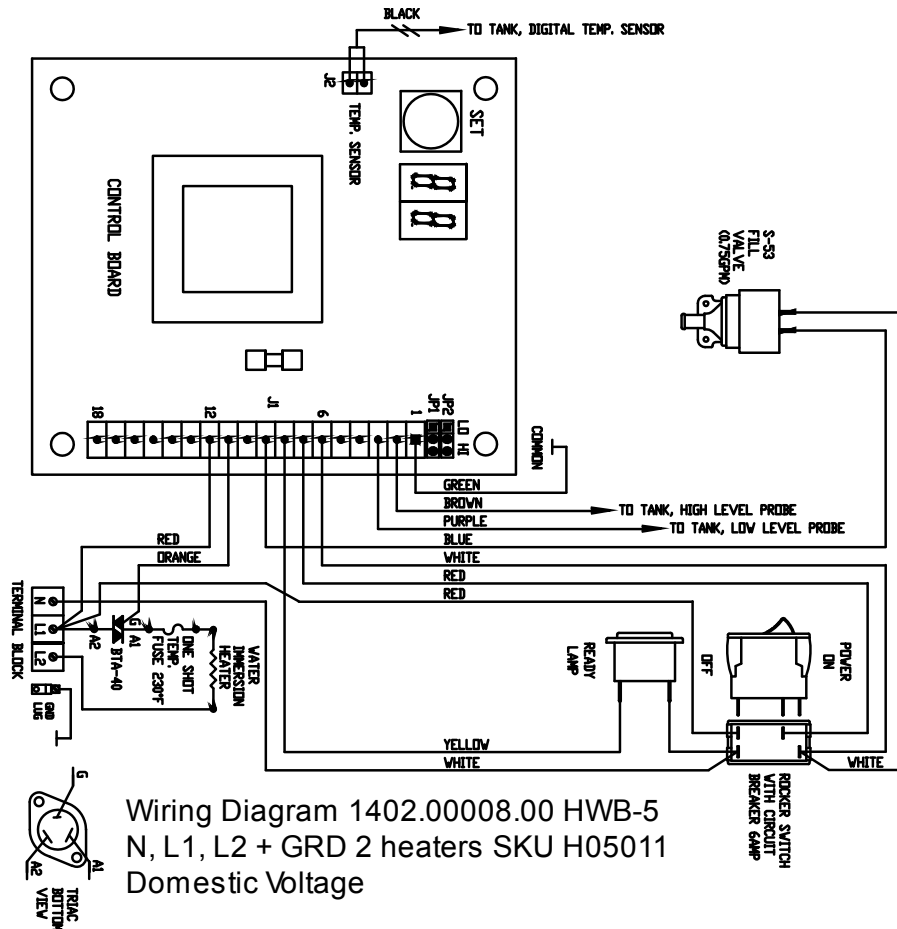 BLACK
TO TANK, DIGITAL TEMP. SENSOR
J2
TEMP. SENSOR
SET
CONTROL BOARD
88
S-53
FILL
VALVE
(0.75GPM)
18
12
J1
6
1
JP1
JP2
LO
HI
COMMON
GREEN
BROWN
TO TANK, HIGH LEVEL PROBE
PURPLE
TO TANK, LOW LEVEL PROBE
BLUE
RED
WHITE
ORANGE
RED
RED
TERMINAL BLOCK
N
L1
L2
A2
BTA-40
G
A1
ONE SHOT
TEMP.
FUSE 230°F
WATER
IMMERSION
HEATER
READY
LAMP
OFF
POWER
ON
GND
LUG
YELLOW
WHITE
WHITE
ROCKER SWITCH
WITH CIRCUIT
BREAKER 6AMP
G
A2
A1
TRIAC
BOTTOM
VIEW
Wiring Diagram 1402.00008.00 HWB-5
N, L1, L2 + GRD 2 heaters SKU H05011
Domestic Voltage